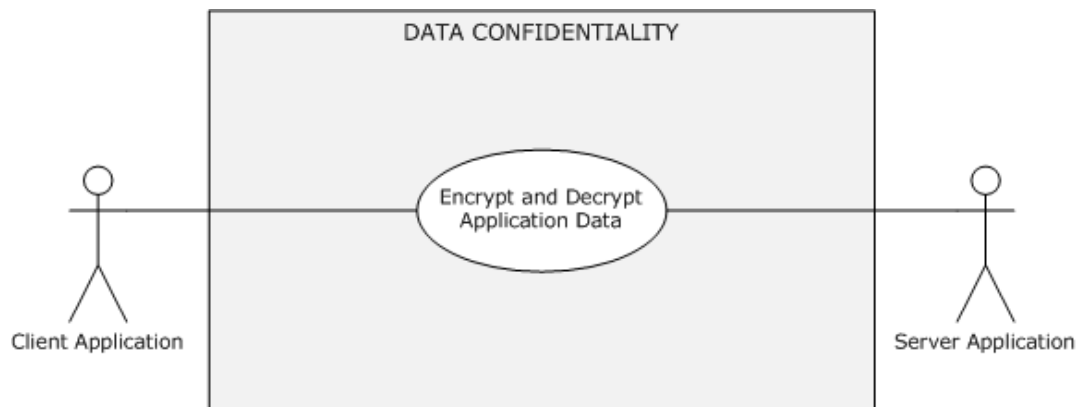 DATA CONFIDENTIALITY
Encrypt and Decrypt
Application Data
Client Application
Server Application